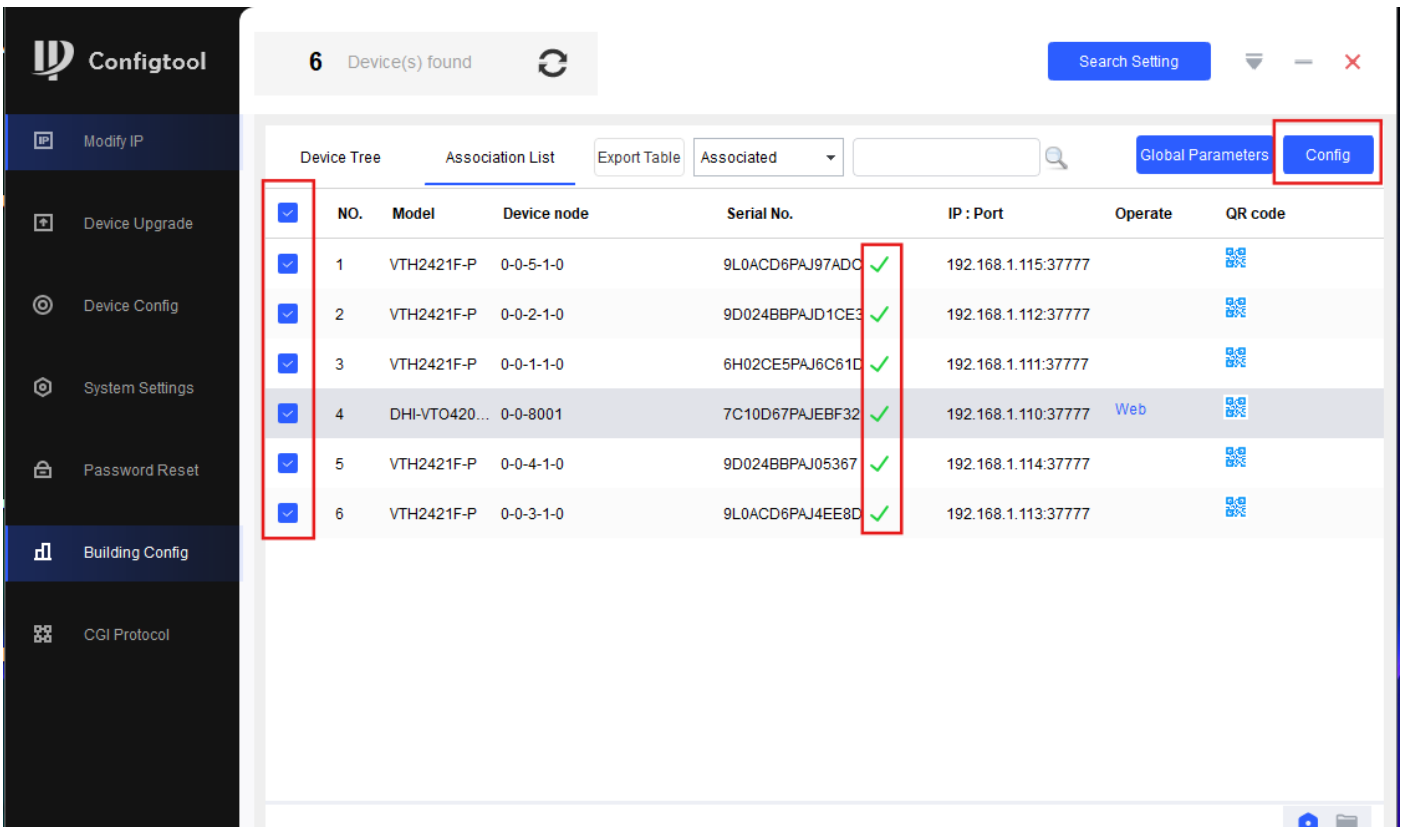 Configtool
6 Device(s) found
Search Setting
Modify IP
Device Upgrade
Device Config
System Settings
Password Reset
Building Config
CGI Protocol
Device Tree Association List Export Table Associated Global Parameters Config
NO. Model Device node Serial No. IP : Port Operate QR code
1 VTH2421F-P 0-0-5-1-0 9L0ACD6PAJ97ADC 192.168.1.115:37777
2 VTH2421F-P 0-0-2-1-0 9D024BBPAJD1CE3 192.168.1.112:37777
3 VTH2421F-P 0-0-1-1-0 6H02CE5PAJ6C61D 192.168.1.111:37777
4 DHI-VTO420... 0-0-8001 7C10D67PAJEBF32 192.168.1.110:37777 Web
5 VTH2421F-P 0-0-4-1-0 9D024BBPAJ05367 192.168.1.114:37777
6 VTH2421F-P 0-0-3-1-0 9L0ACD6PAJ4EE8D 192.168.1.113:37777